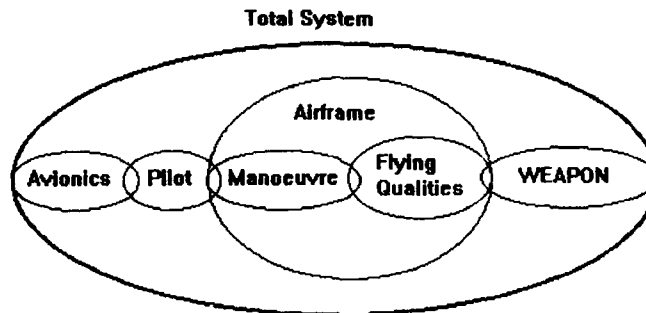 Total System
Airframe
Avionics
Pilot
Manoeuvre
Flying
Qualities
WEAPON